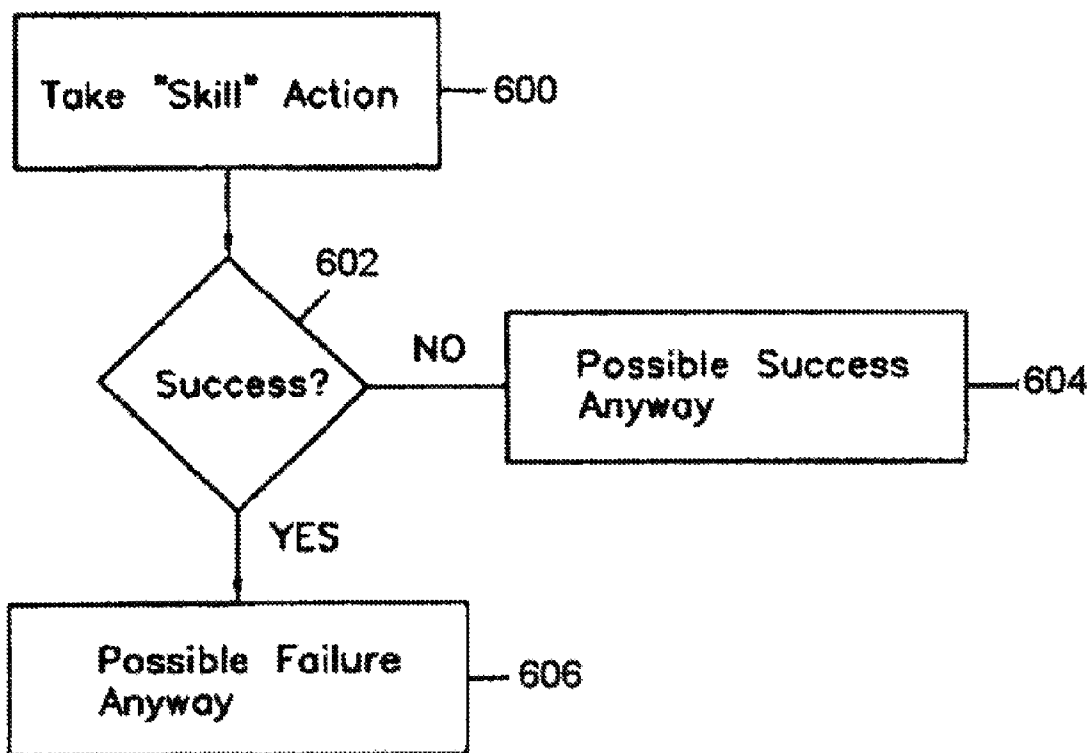 Take "Skill" Action
600
602
Success?
NO
Possible Success
Anyway
604
YES
Possible Failure
Anyway
606